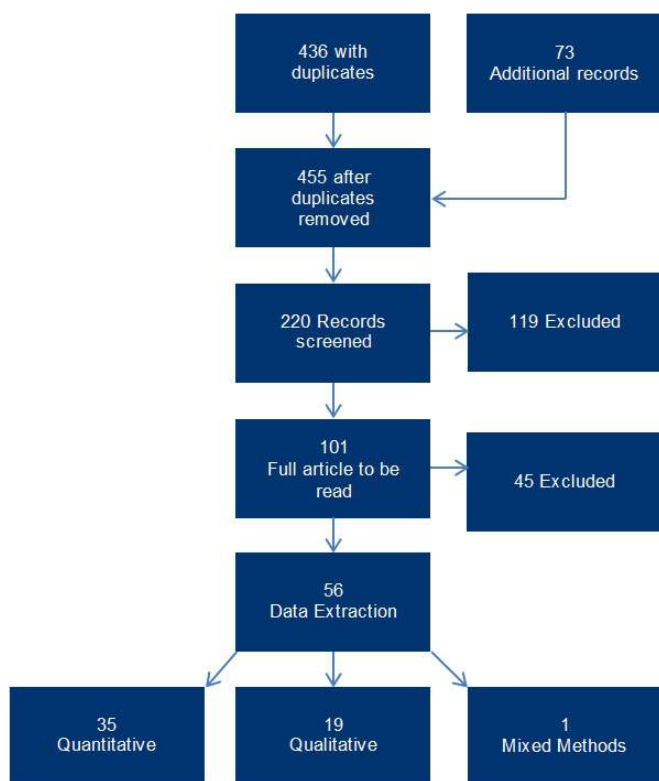 436 with
duplicates
73
Additional records
455 after
duplicates
removed
220 Records
screened
119 Excluded
101
Full article to be
read
45 Excluded
56
Data Extraction
35
Quantitative
19
Qualitative
1
Mixed Methods